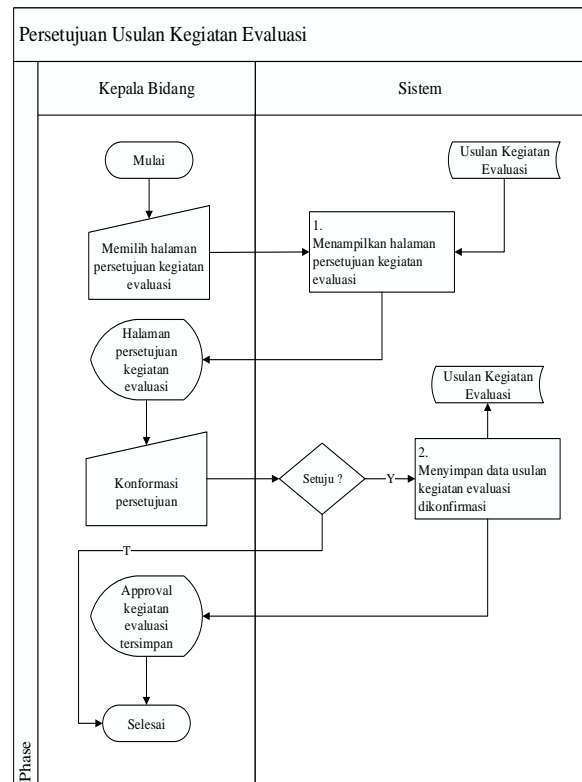 Persetujuan Usulan Kegiatan Evaluasi
Kepala Bidang
Sistem
Mulai
Usulan Kegiatan
Evaluasi
Memilih halaman
persetujuan kegiatan
evaluasi
1.
Menampilkan halaman
persetujuan kegiatan
evaluasi
Halaman
persetujuan
kegiatan
evaluasi
Usulan Kegiatan
Evaluasi
Konformasi
persetujuan
Setuju ?
Y
2.
Menyimpan data usulan
kegiatan evaluasi
dikonfirmasi
T
Approval
kegiatan
evaluasi
tersimpan
Selesai
Phase